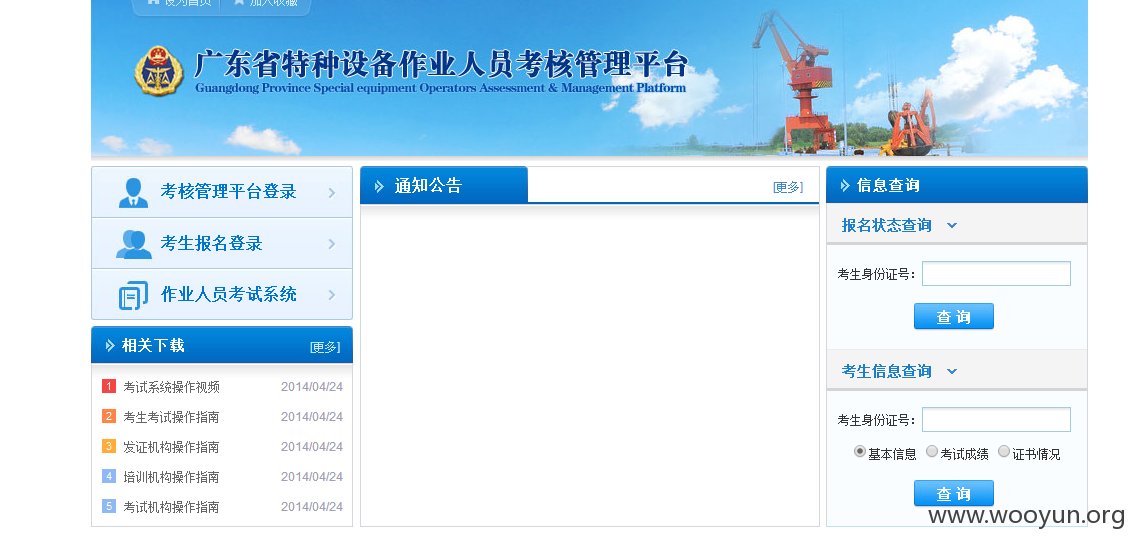 设为首页 加入收藏
广东省特种设备作业人员考核管理平台
Guangdong Province Special equipment Operators Assessment & Management Platform
考核管理平台登录
考生报名登录
作业人员考试系统
相关下载 [更多]
1 考试系统操作视频 2014/04/24
2 考生考试操作指南 2014/04/24
3 发证机构操作指南 2014/04/24
4 培训机构操作指南 2014/04/24
5 考试机构操作指南 2014/04/24
通知公告 [更多]
信息查询
报名状态查询
考生身份证号：
查 询
考生信息查询
考生身份证号：
基本信息 考试成绩 证书情况
查 询
www.wooyun.org